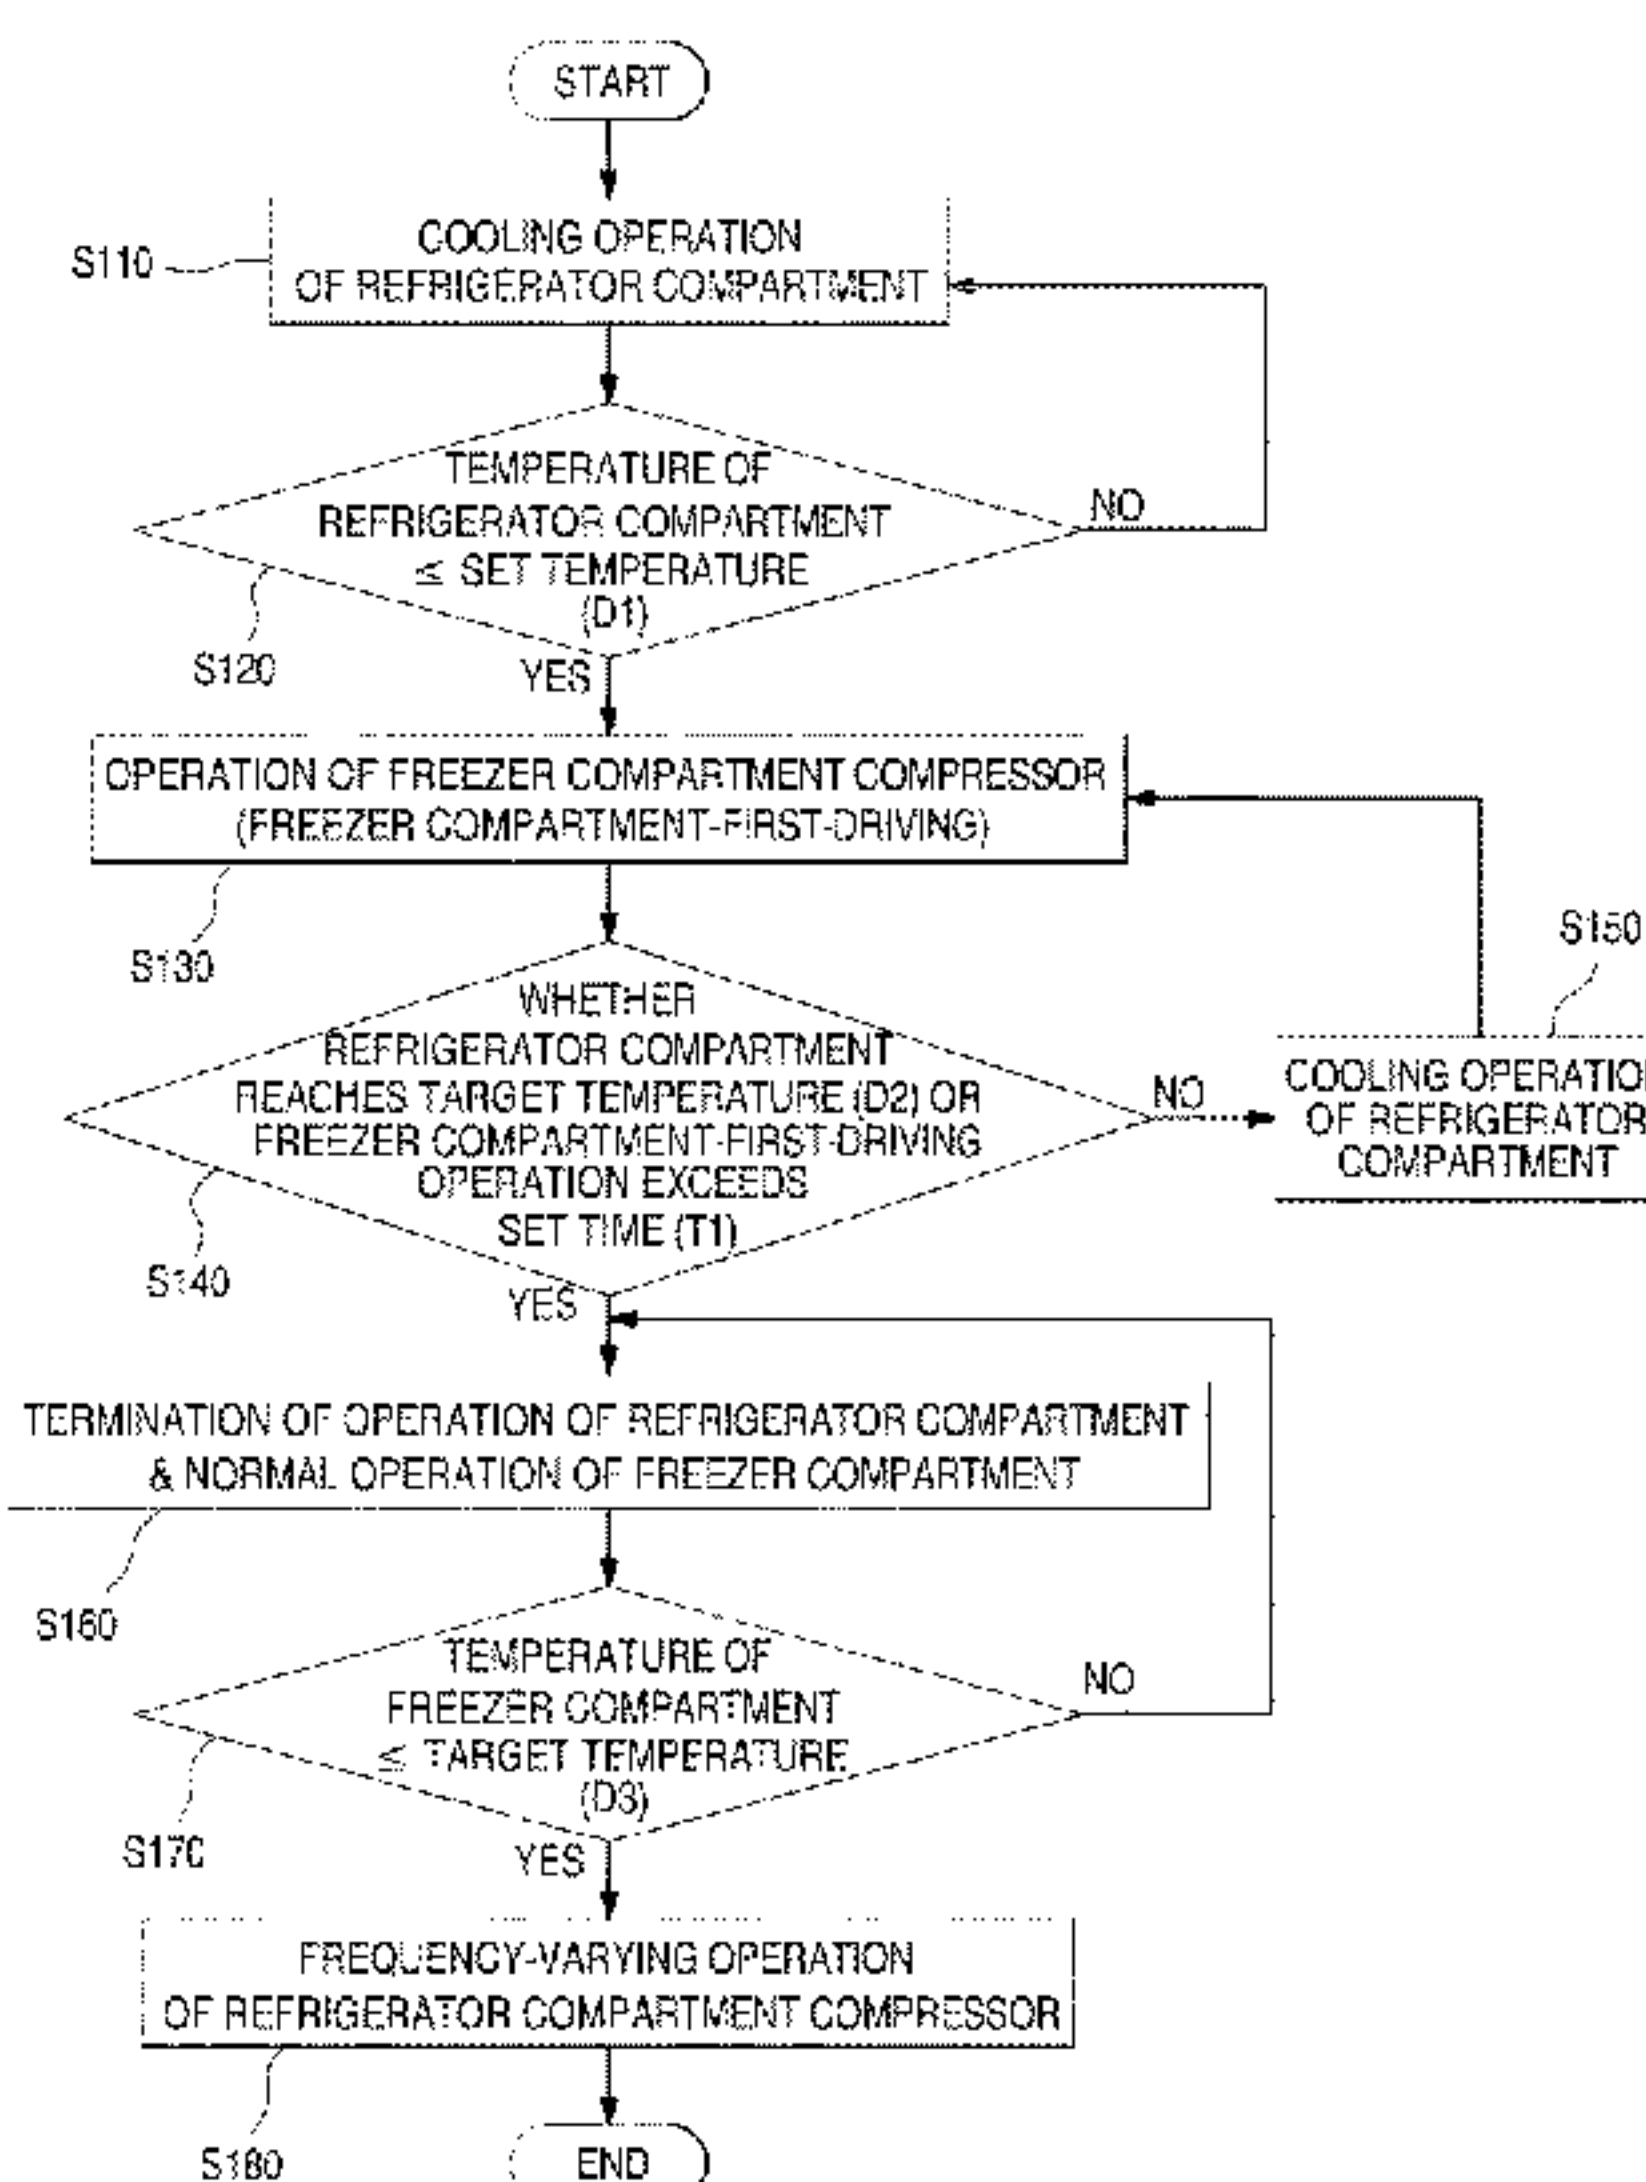 START
S110
COOLING OPERATION
OF REFRIGERATOR COMPARTMENT
TEMPERATURE OF
REFRIGERATOR COMPARTMENT
≤ SET TEMPERATURE
(D1)
NO
S120
YES
OPERATION OF FREEZER COMPARTMENT COMPRESSOR
(FREEZER COMPARTMENT-FIRST-DRIVING)
S130
WHETHER
REFRIGERATOR COMPARTMENT
REACHES TARGET TEMPERATURE (D2) OR
FREEZER COMPARTMENT-FIRST-DRIVING
OPERATION EXCEEDS
SET TIME (T1)
NO
S140
YES
S150
COOLING OPERATION
OF REFRIGERATOR
COMPARTMENT
TERMINATION OF OPERATION OF REFRIGERATOR COMPARTMENT
& NORMAL OPERATION OF FREEZER COMPARTMENT
S160
TEMPERATURE OF
FREEZER COMPARTMENT
≤ TARGET TEMPERATURE
(D3)
NO
S170
YES
FREQUENCY-VARYING OPERATION
OF REFRIGERATOR COMPARTMENT COMPRESSOR
S180
END